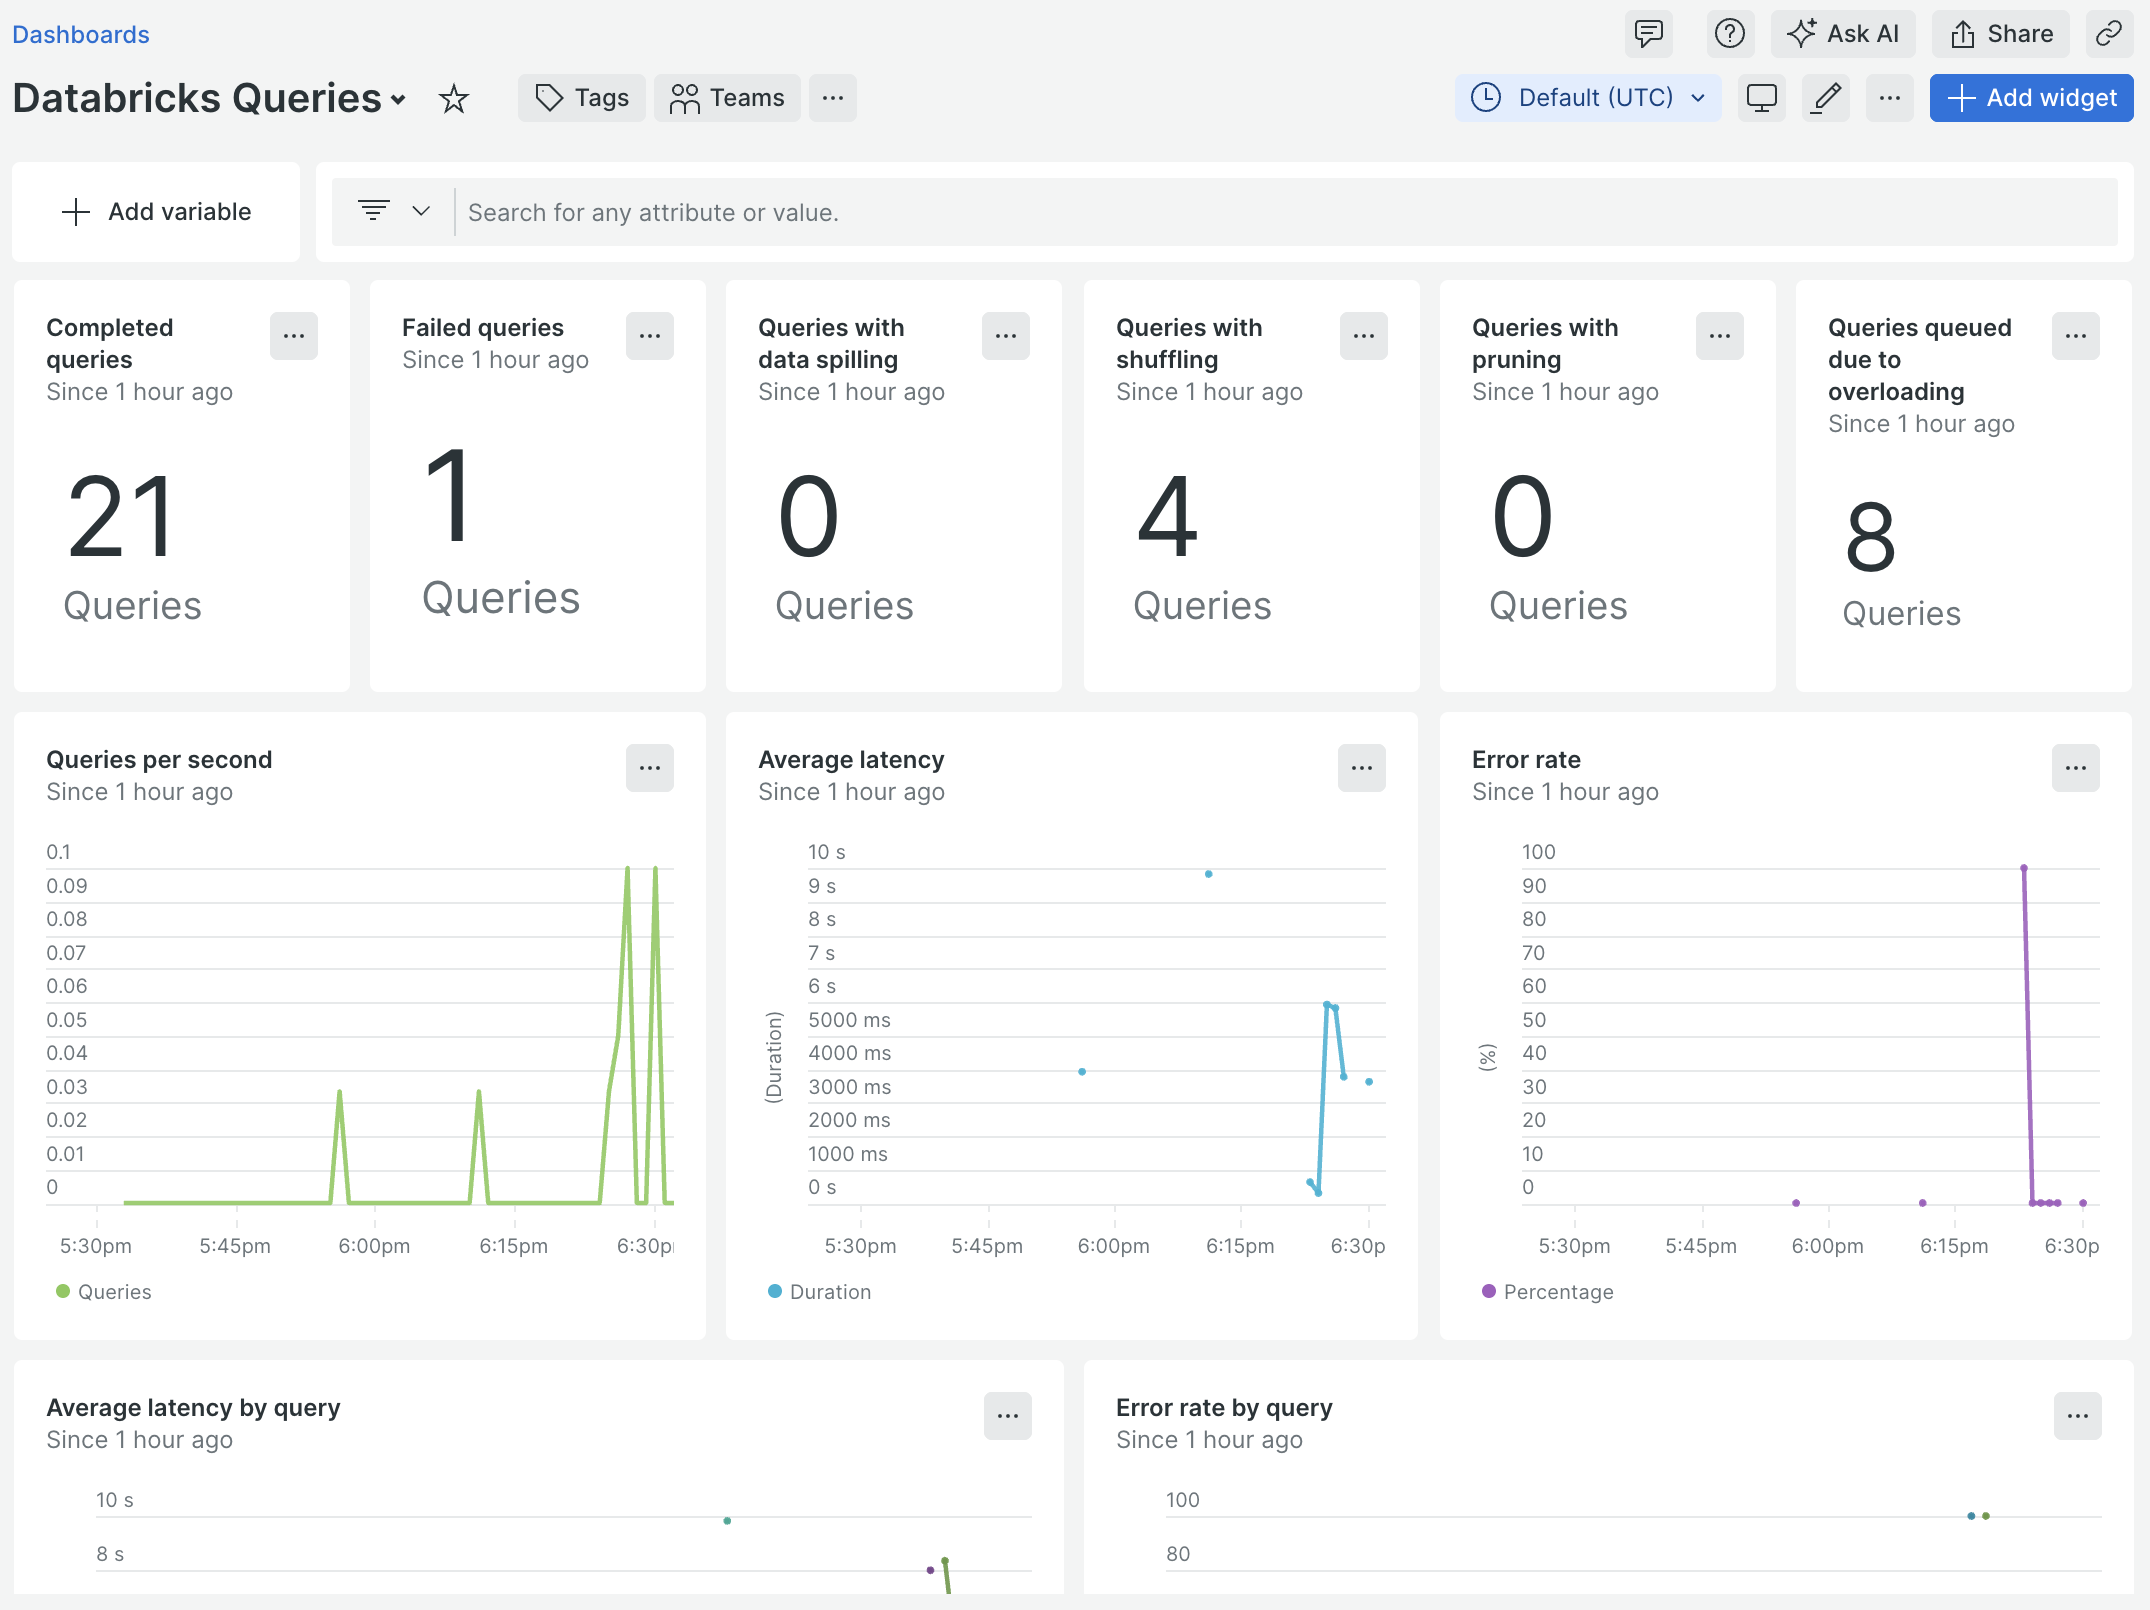 Dashboards
Ask AI
Share
Databricks Queries
Tags
Teams
Default (UTC)
Add widget
Add variable
Search for any attribute or value.
Completed
queries
Since 1 hour ago
21
Queries
Failed queries
Since 1 hour ago
1
Queries
Queries with
data spilling
Since 1 hour ago
0
Queries
Queries with
shuffling
Since 1 hour ago
4
Queries
Queries with
pruning
Since 1 hour ago
0
Queries
Queries queued
due to
overloading
Since 1 hour ago
8
Queries
Queries per second
Since 1 hour ago
0.1
0.09
0.08
0.07
0.06
0.05
0.04
0.03
0.02
0.01
0
5:30pm 5:45pm 6:00pm 6:15pm 6:30p
Queries
Average latency
Since 1 hour ago
(Duration)
10 s
9 s
8 s
7 s
6 s
5000 ms
4000 ms
3000 ms
2000 ms
1000 ms
0 s
5:30pm 5:45pm 6:00pm 6:15pm 6:30p
Duration
Error rate
Since 1 hour ago
(%)
100
90
80
70
60
50
40
30
20
10
0
5:30pm 5:45pm 6:00pm 6:15pm 6:30p
Percentage
Average latency by query
Since 1 hour ago
10 s
8 s
Error rate by query
Since 1 hour ago
100
80